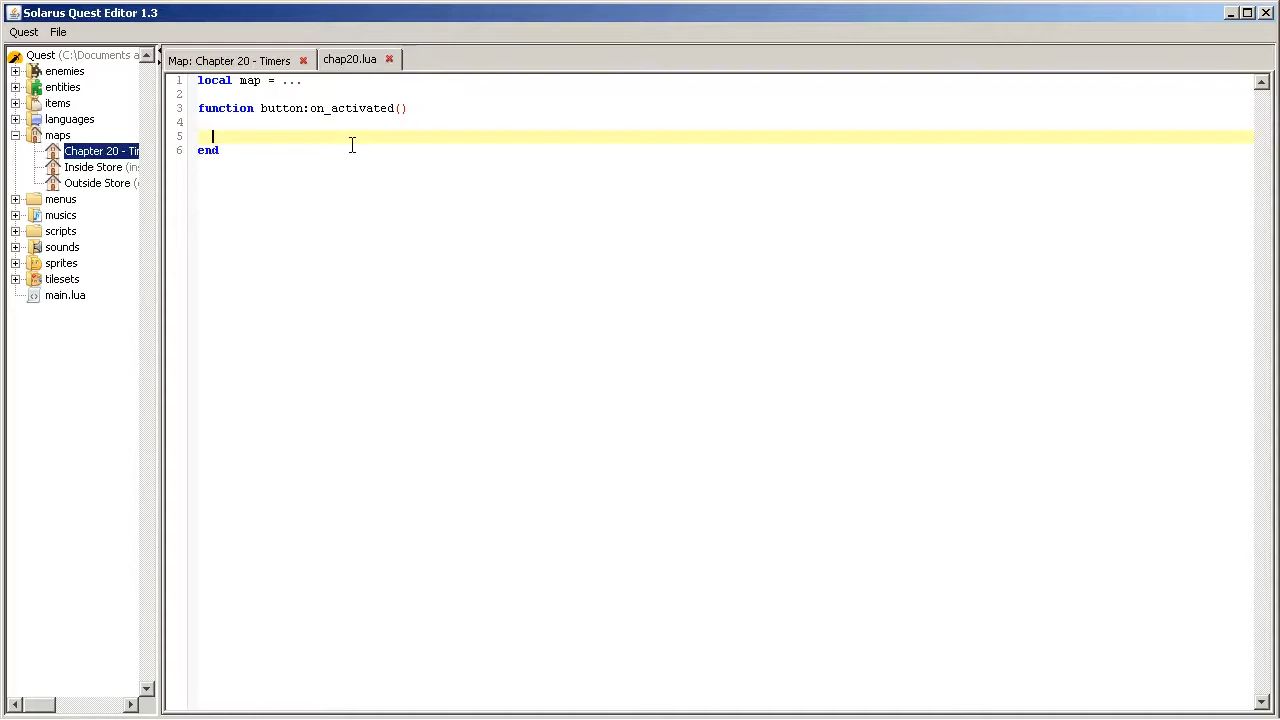 Solarus Quest Editor 1.3
Quest File
Quest (C:\Documents a
enemies
entities
items
languages
maps
Chapter 20 - Tir
Inside Store (ins
Outside Store (
menus
musics
scripts
sounds
sprites
tilesets
main.lua
Map: Chapter 20 - Timers chap20.lua
1 local map = ...
2
3 function button:on_activated()
4
5
6 end